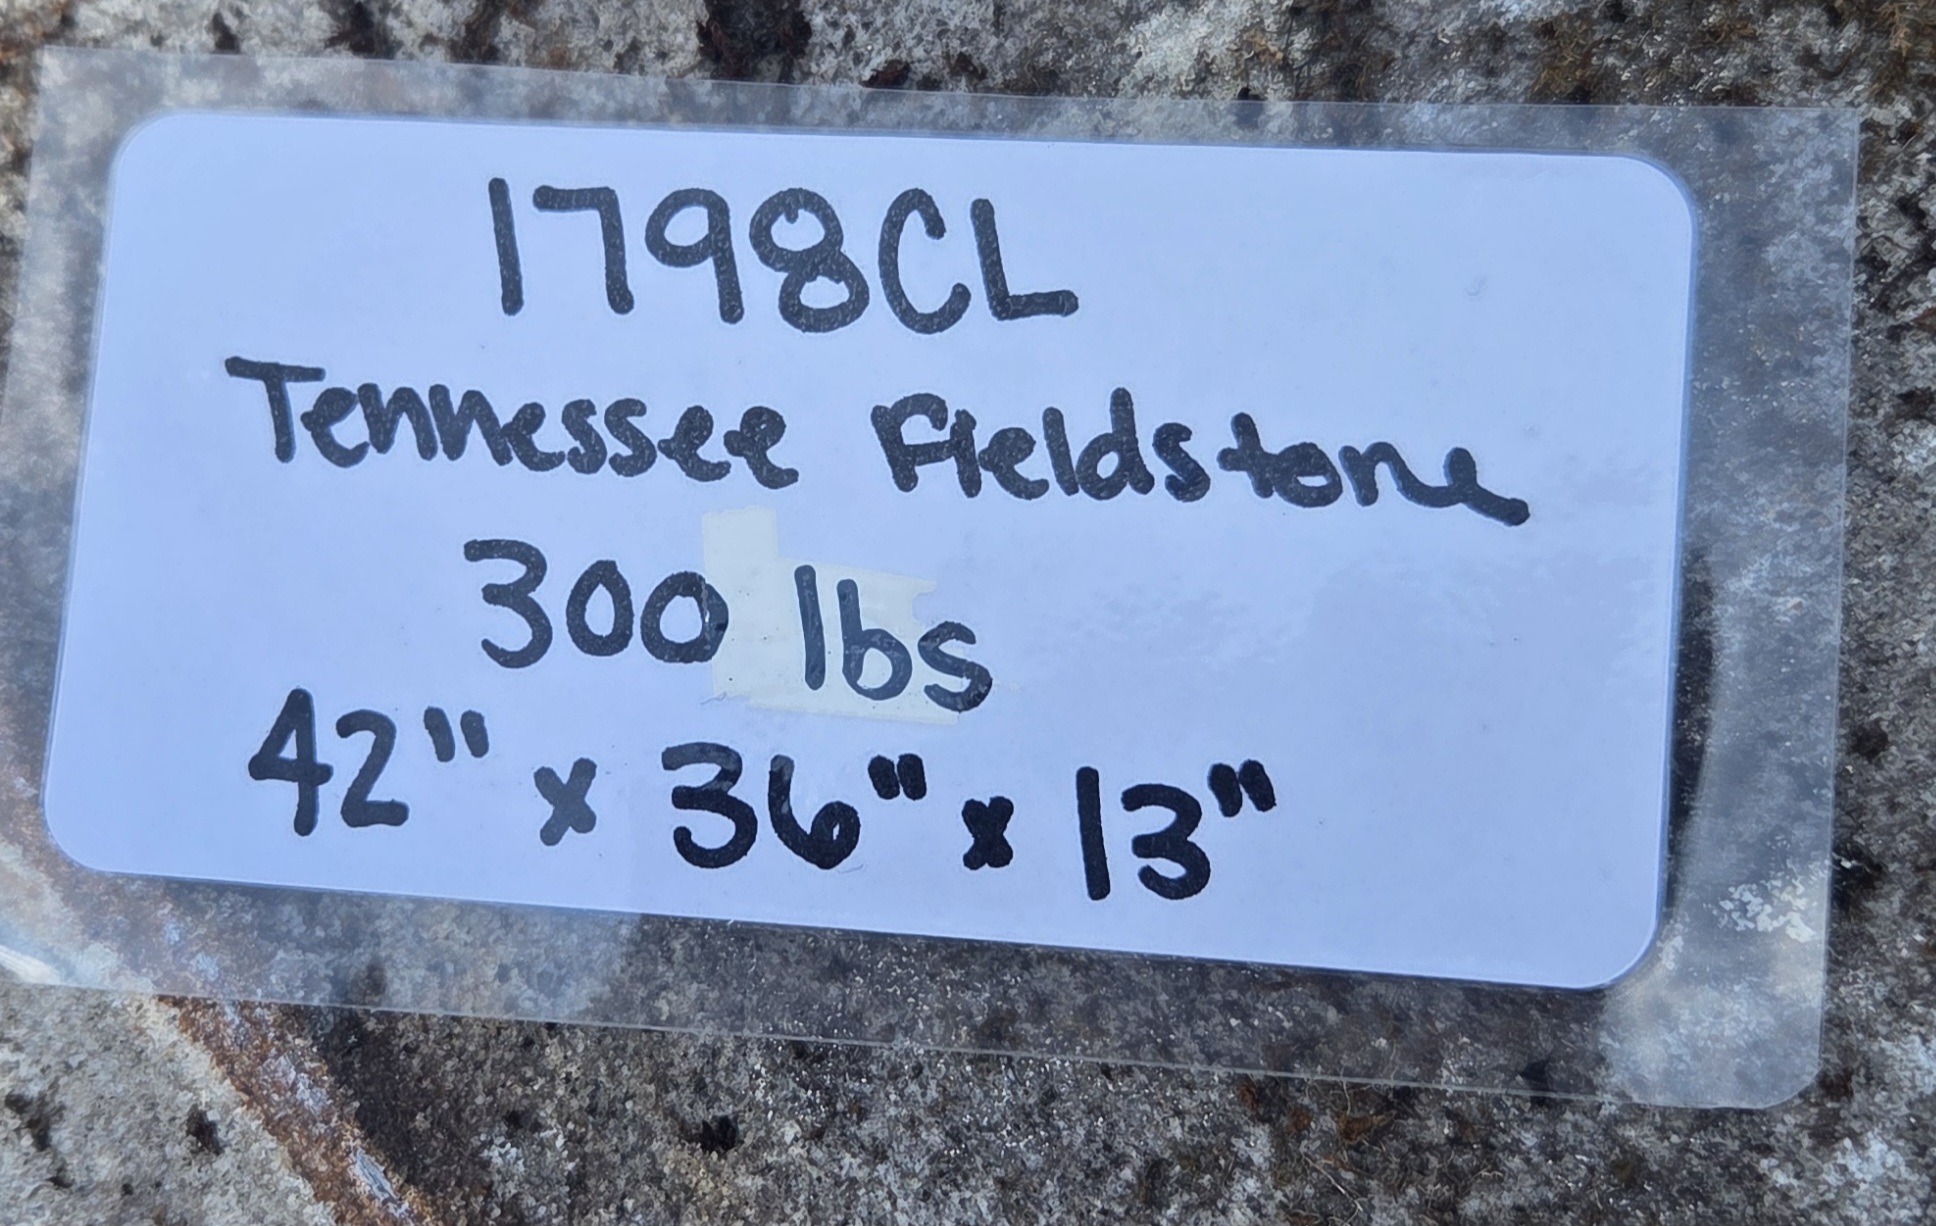 1798CL
Tennessee Fieldstone
300 lbs
42" x 36" x 13"